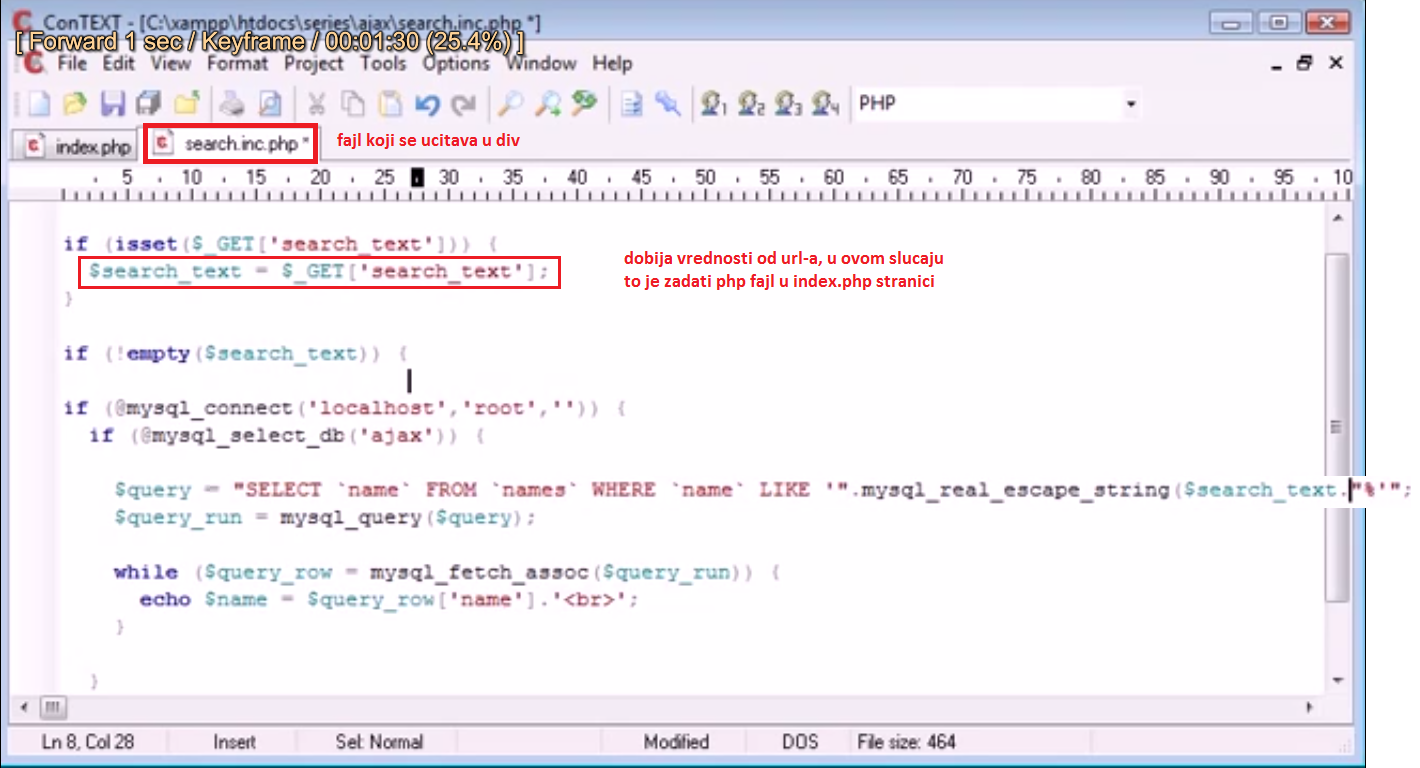 ConTEXT - [C:\xampp\htdocs\series\ajax\search.inc.php *]
[ Forward 1 sec / Keyframe / 00:01:30 (25.4%) ]
File Edit View Format Project Tools Options Window Help
1 2 3 4 PHP
index.php search.inc.php * fajl koji se ucitava u div
5 10 15 20 25 30 35 40 45 50 55 60 65 70 75 80 85 90 95 10
if (isset($_GET['search_text'])) {
$search_text = $_GET['search_text'];
}
dobija vrednosti od url-a, u ovom slucaju
to je zadati php fajl u index.php stranici
if (!empty($search_text)) {
if (@mysql_connect('localhost','root','')) {
if (@mysql_select_db('ajax')) {
$query = "SELECT `name` FROM `names` WHERE `name` LIKE '".mysql_real_escape_string($search_text."%'";
$query_run = mysql_query($query);
while ($query_row = mysql_fetch_assoc($query_run)) {
echo $name = $query_row['name'].'<br>';
}
}
Ln 8, Col 28 Insert Sel: Normal Modified DOS File size: 464